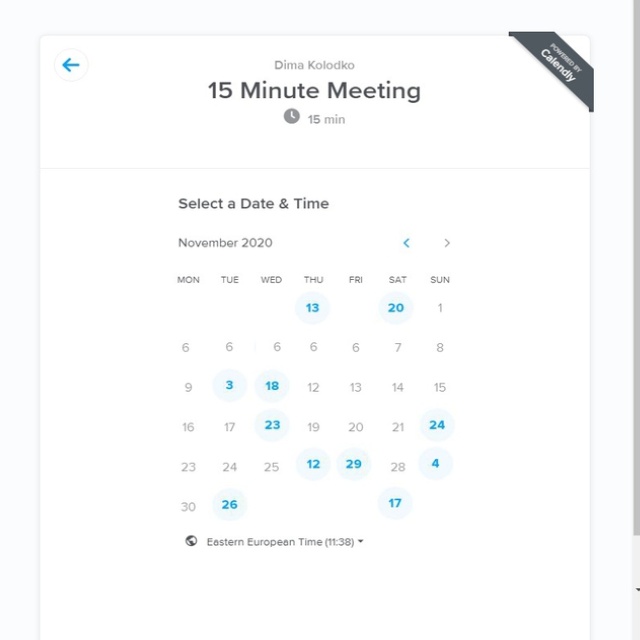 POWERED BY
Calendly
Dima Kolodko
15 Minute Meeting
15 min
Select a Date & Time
November 2020
MON TUE WED THU FRI SAT SUN
13 20 1
6 6 6 6 6 7 8
9 3 18 12 13 14 15
16 17 23 19 20 21 24
23 24 25 12 29 28 4
30 26 17
Eastern European Time (11:38)